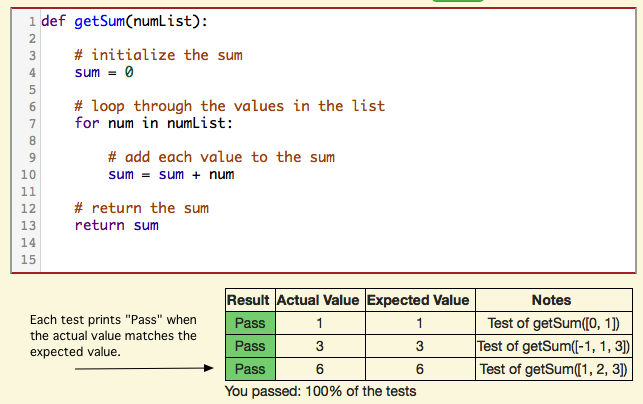 1 def getSum(numList):
2
3     # initialize the sum
4     sum = 0
5
6     # loop through the values in the list
7     for num in numList:
8
9         # add each value to the sum
10         sum = sum + num
11
12     # return the sum
13     return sum
14
15
Each test prints "Pass" when
the actual value matches the
expected value.
Result Actual Value Expected Value Notes
Pass 1 1 Test of getSum([0, 1])
Pass 3 3 Test of getSum([-1, 1, 3])
Pass 6 6 Test of getSum([1, 2, 3])
You passed: 100% of the tests